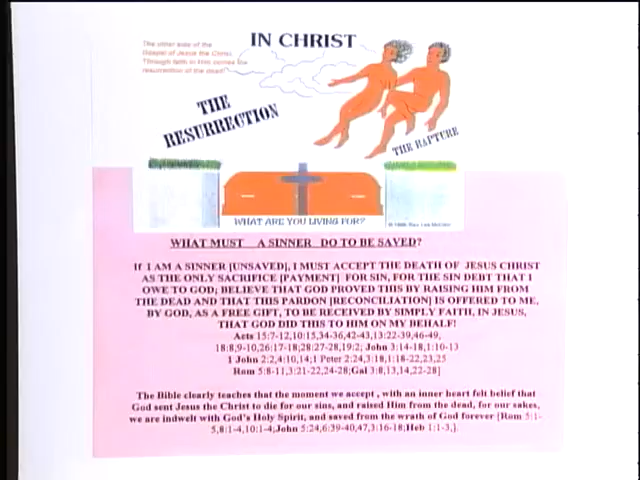 IN CHRIST
The other side of the
Gospel of Jesus the Christ.
Through faith in Him comes the
resurrection of the dead!
THE
RESURRECTION
THE RAPTURE
WHAT ARE YOU LIVING FOR?
WHAT MUST A SINNER DO TO BE SAVED?
If I AM A SINNER [UNSAVED], I MUST ACCEPT THE DEATH OF JESUS CHRIST
AS THE ONLY SACRIFICE [PAYMENT] FOR SIN, FOR THE SIN DEBT THAT I
OWE TO GOD; BELIEVE THAT GOD PROVED THIS BY RAISING HIM FROM
THE DEAD AND THAT THIS PARDON [RECONCILIATION] IS OFFERED TO ME,
BY GOD, AS A FREE GIFT, TO BE RECEIVED BY SIMPLY FAITH, IN JESUS,
THAT GOD DID THIS TO HIM ON MY BEHALF!
Acts 15:7-12,10:15,34-36,42-43,13:22-39,46-49,
18:8,9-10,26:17-18;28:27-28,19:2; John 3:14-18,1:10-13
1 John 2:2,4:10,14;1 Peter 2:24,3:18,1:18-22,23,25
Rom 5:8-11,3:21-22,24-28;Gal 3:8,13,14,22-28]
The Bible clearly teaches that the moment we accept , with an inner heart felt belief that
God sent Jesus the Christ to die for our sins, and raised Him from the dead, for our sakes,
we are indwelt with God's Holy Spirit, and saved from the wrath of God forever [Rom 5:1-
5,8:1-4,10:1-4;John 5:24,6:39-40,47,3:16-18;Heb 1:1-3,].